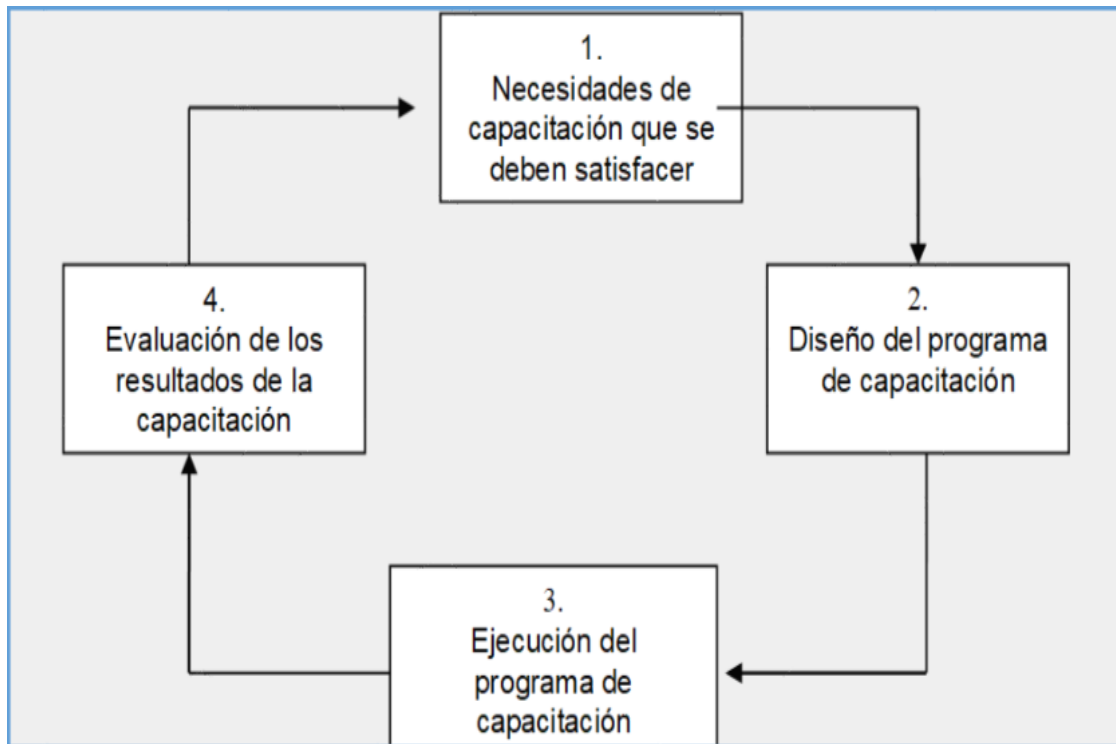 1.
Necesidades de
capacitación que se
deben satisfacer
2.
Diseño del programa
de capacitación
3.
Ejecución del
programa de
capacitación
4.
Evaluación de los
resultados de la
capacitación